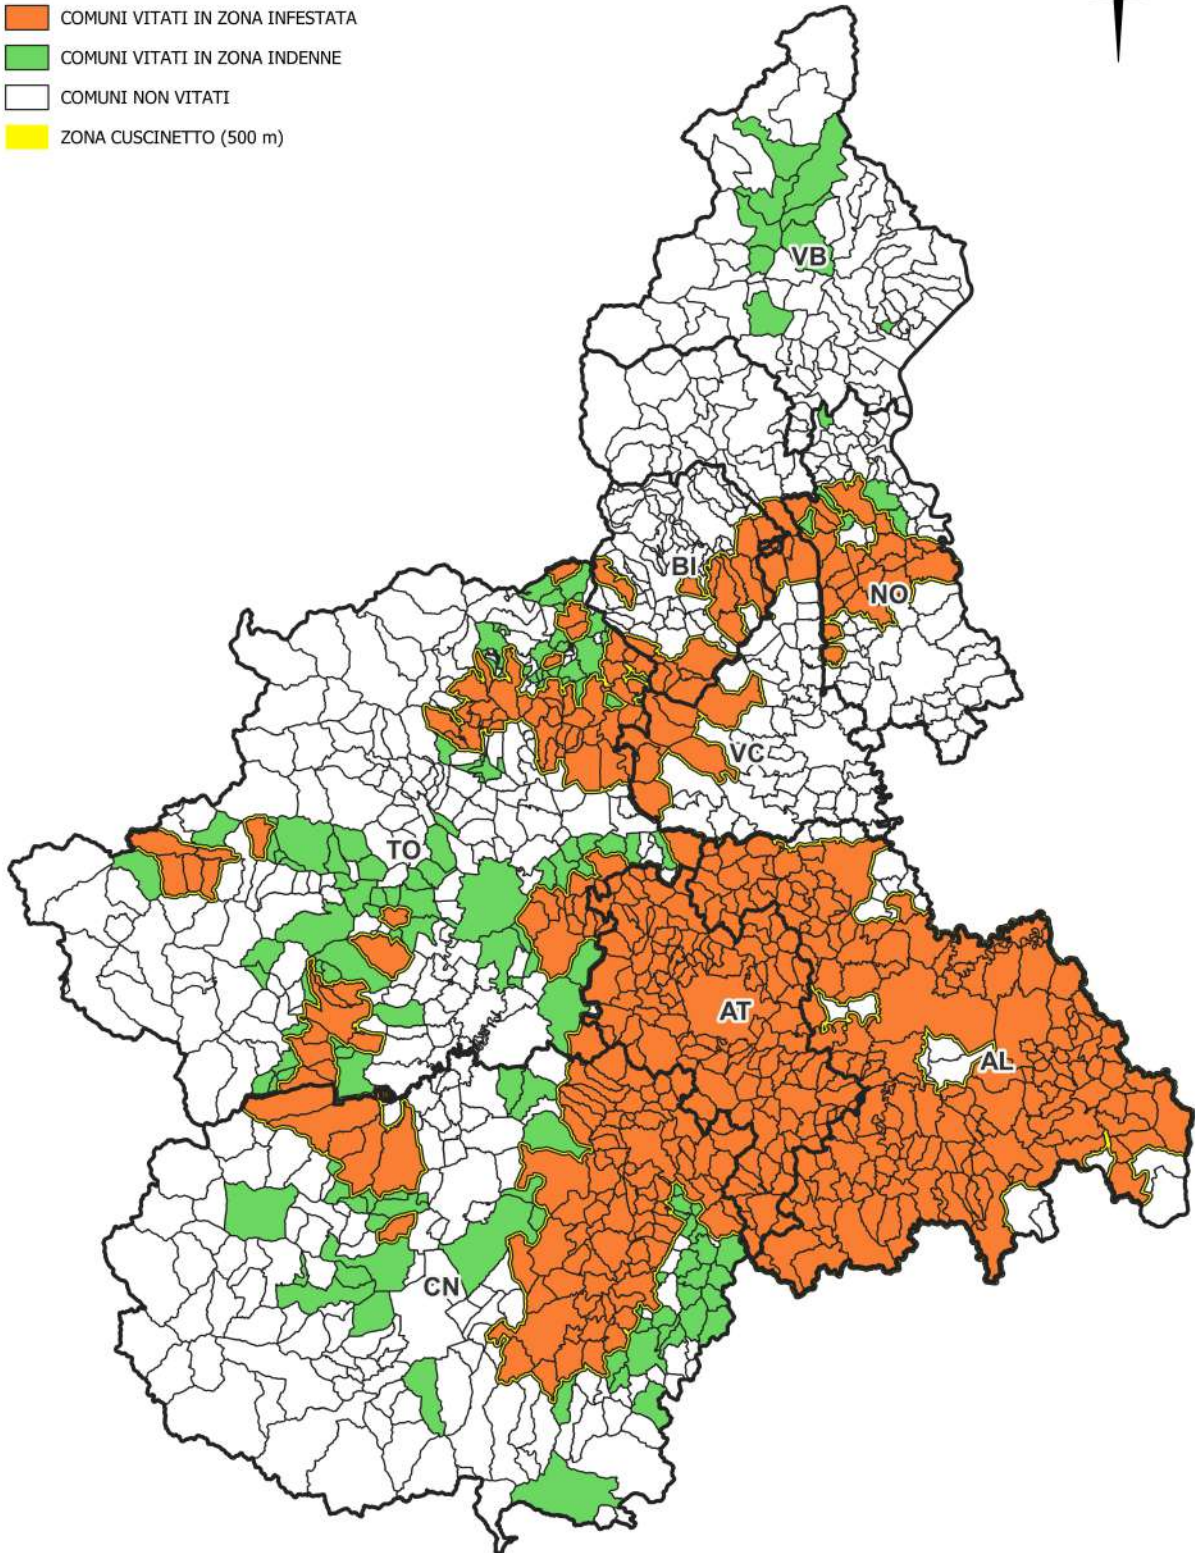 COMUNI VITATI IN ZONA INFESTATA
COMUNI VITATI IN ZONA INDENNE
COMUNI NON VITATI
ZONA CUSCINETTO (500 m)
VB
BI
NO
VC
TO
AT
AL
CN